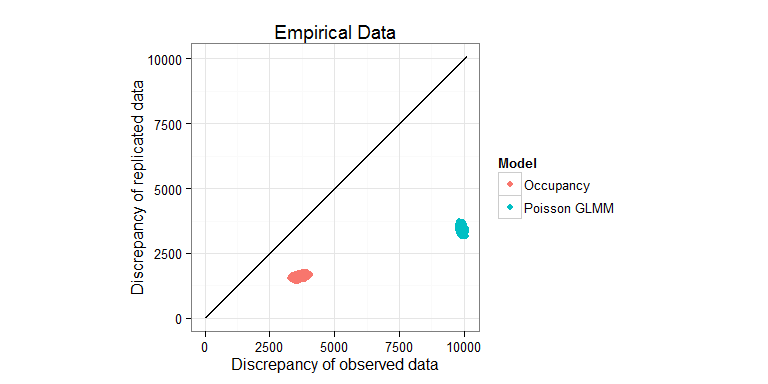 Empirical Data
Discrepancy of replicated data
10000
7500
5000
2500
0
0 2500 5000 7500 10000
Discrepancy of observed data
Model
Occupancy
Poisson GLMM